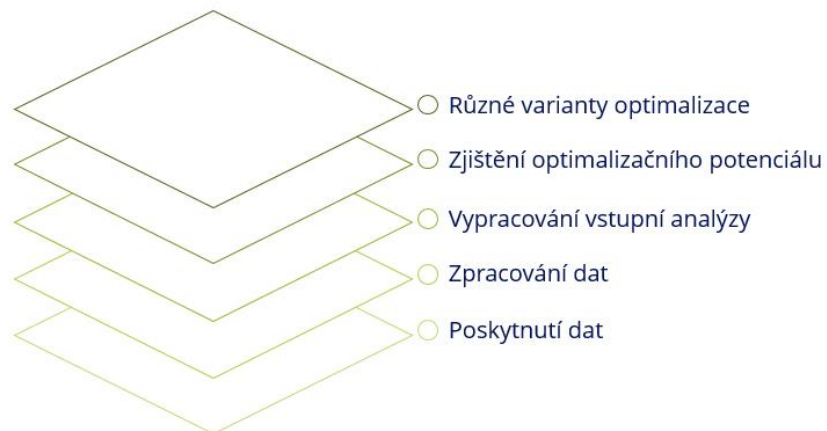 Různé varianty optimalizace
Zjištění optimalizačního potenciálu
Vypracování vstupní analýzy
Zpracování dat
Poskytnutí dat